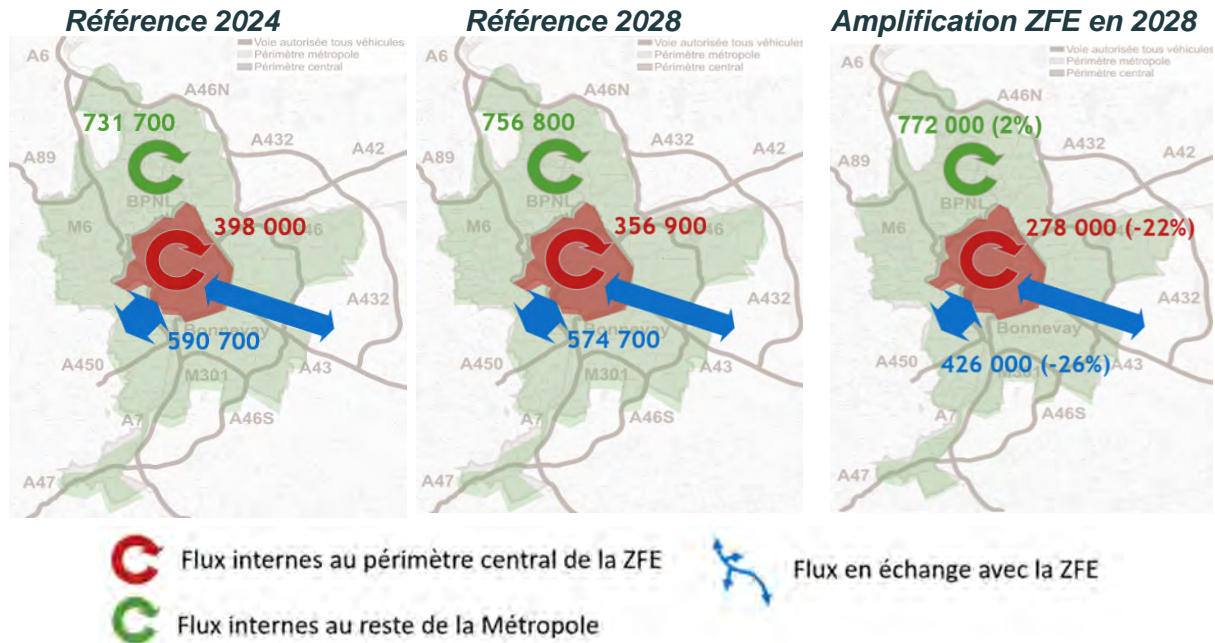 Référence 2024
Voie autorisée tous véhicules
Périmètre métropole
Périmètre central
A6
A46N
731 700
A432
A89
A42
BPNL
M6
398 000
46
A432
Bonnevay
590 700
A450
A43
M301
A7
A46S
A47
Référence 2028
Voie autorisée tous véhicules
Périmètre métropole
Périmètre central
A6
A46N
756 800
A432
A89
A42
BPNL
M6
356 900
46
A432
Bonnevay
574 700
A450
A43
M301
A7
A46S
A47
Amplification ZFE en 2028
Voie autorisée tous véhicules
Périmètre métropole
Périmètre central
A6
A46N
772 000 (2%)
A432
A89
A42
BPNL
M6
278 000 (-22%)
A432
Bonnevay
A450
426 000 (-26%)
A43
A7
A46S
A47
Flux internes au périmètre central de la ZFE
Flux en échange avec la ZFE
Flux internes au reste de la Métropole